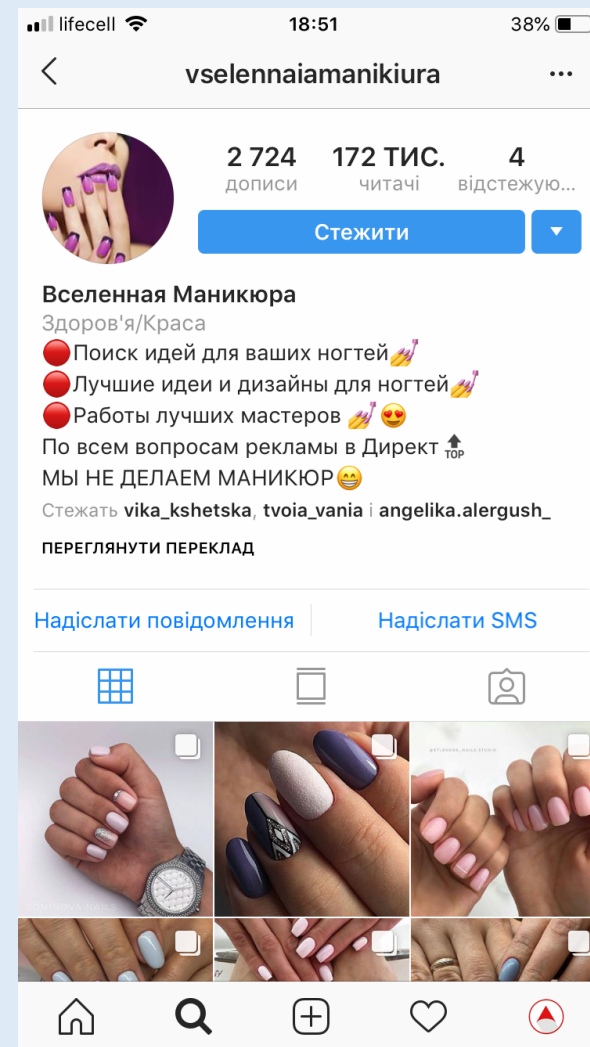 lifecell 18:51 38%
vselennaiamanikiura
2 724 172 ТИС. 4
дописи читачі відстежую...
Стежити
Вселенная Маникюра
Здоров'я/Краса
🔴Поиск идей для ваших ногтей💅
🔴Лучшие идеи и дизайны для ногтей💅
🔴Работы лучших мастеров 💅😍
По всем вопросам рекламы в Директ🔝
МЫ НЕ ДЕЛАЕМ МАНИКЮР😁
Стежать vika_kshetska, tvoia_vania і angelika.alergush_
ПЕРЕГЛЯНУТИ ПЕРЕКЛАД
Надіслати повідомлення Надіслати SMS